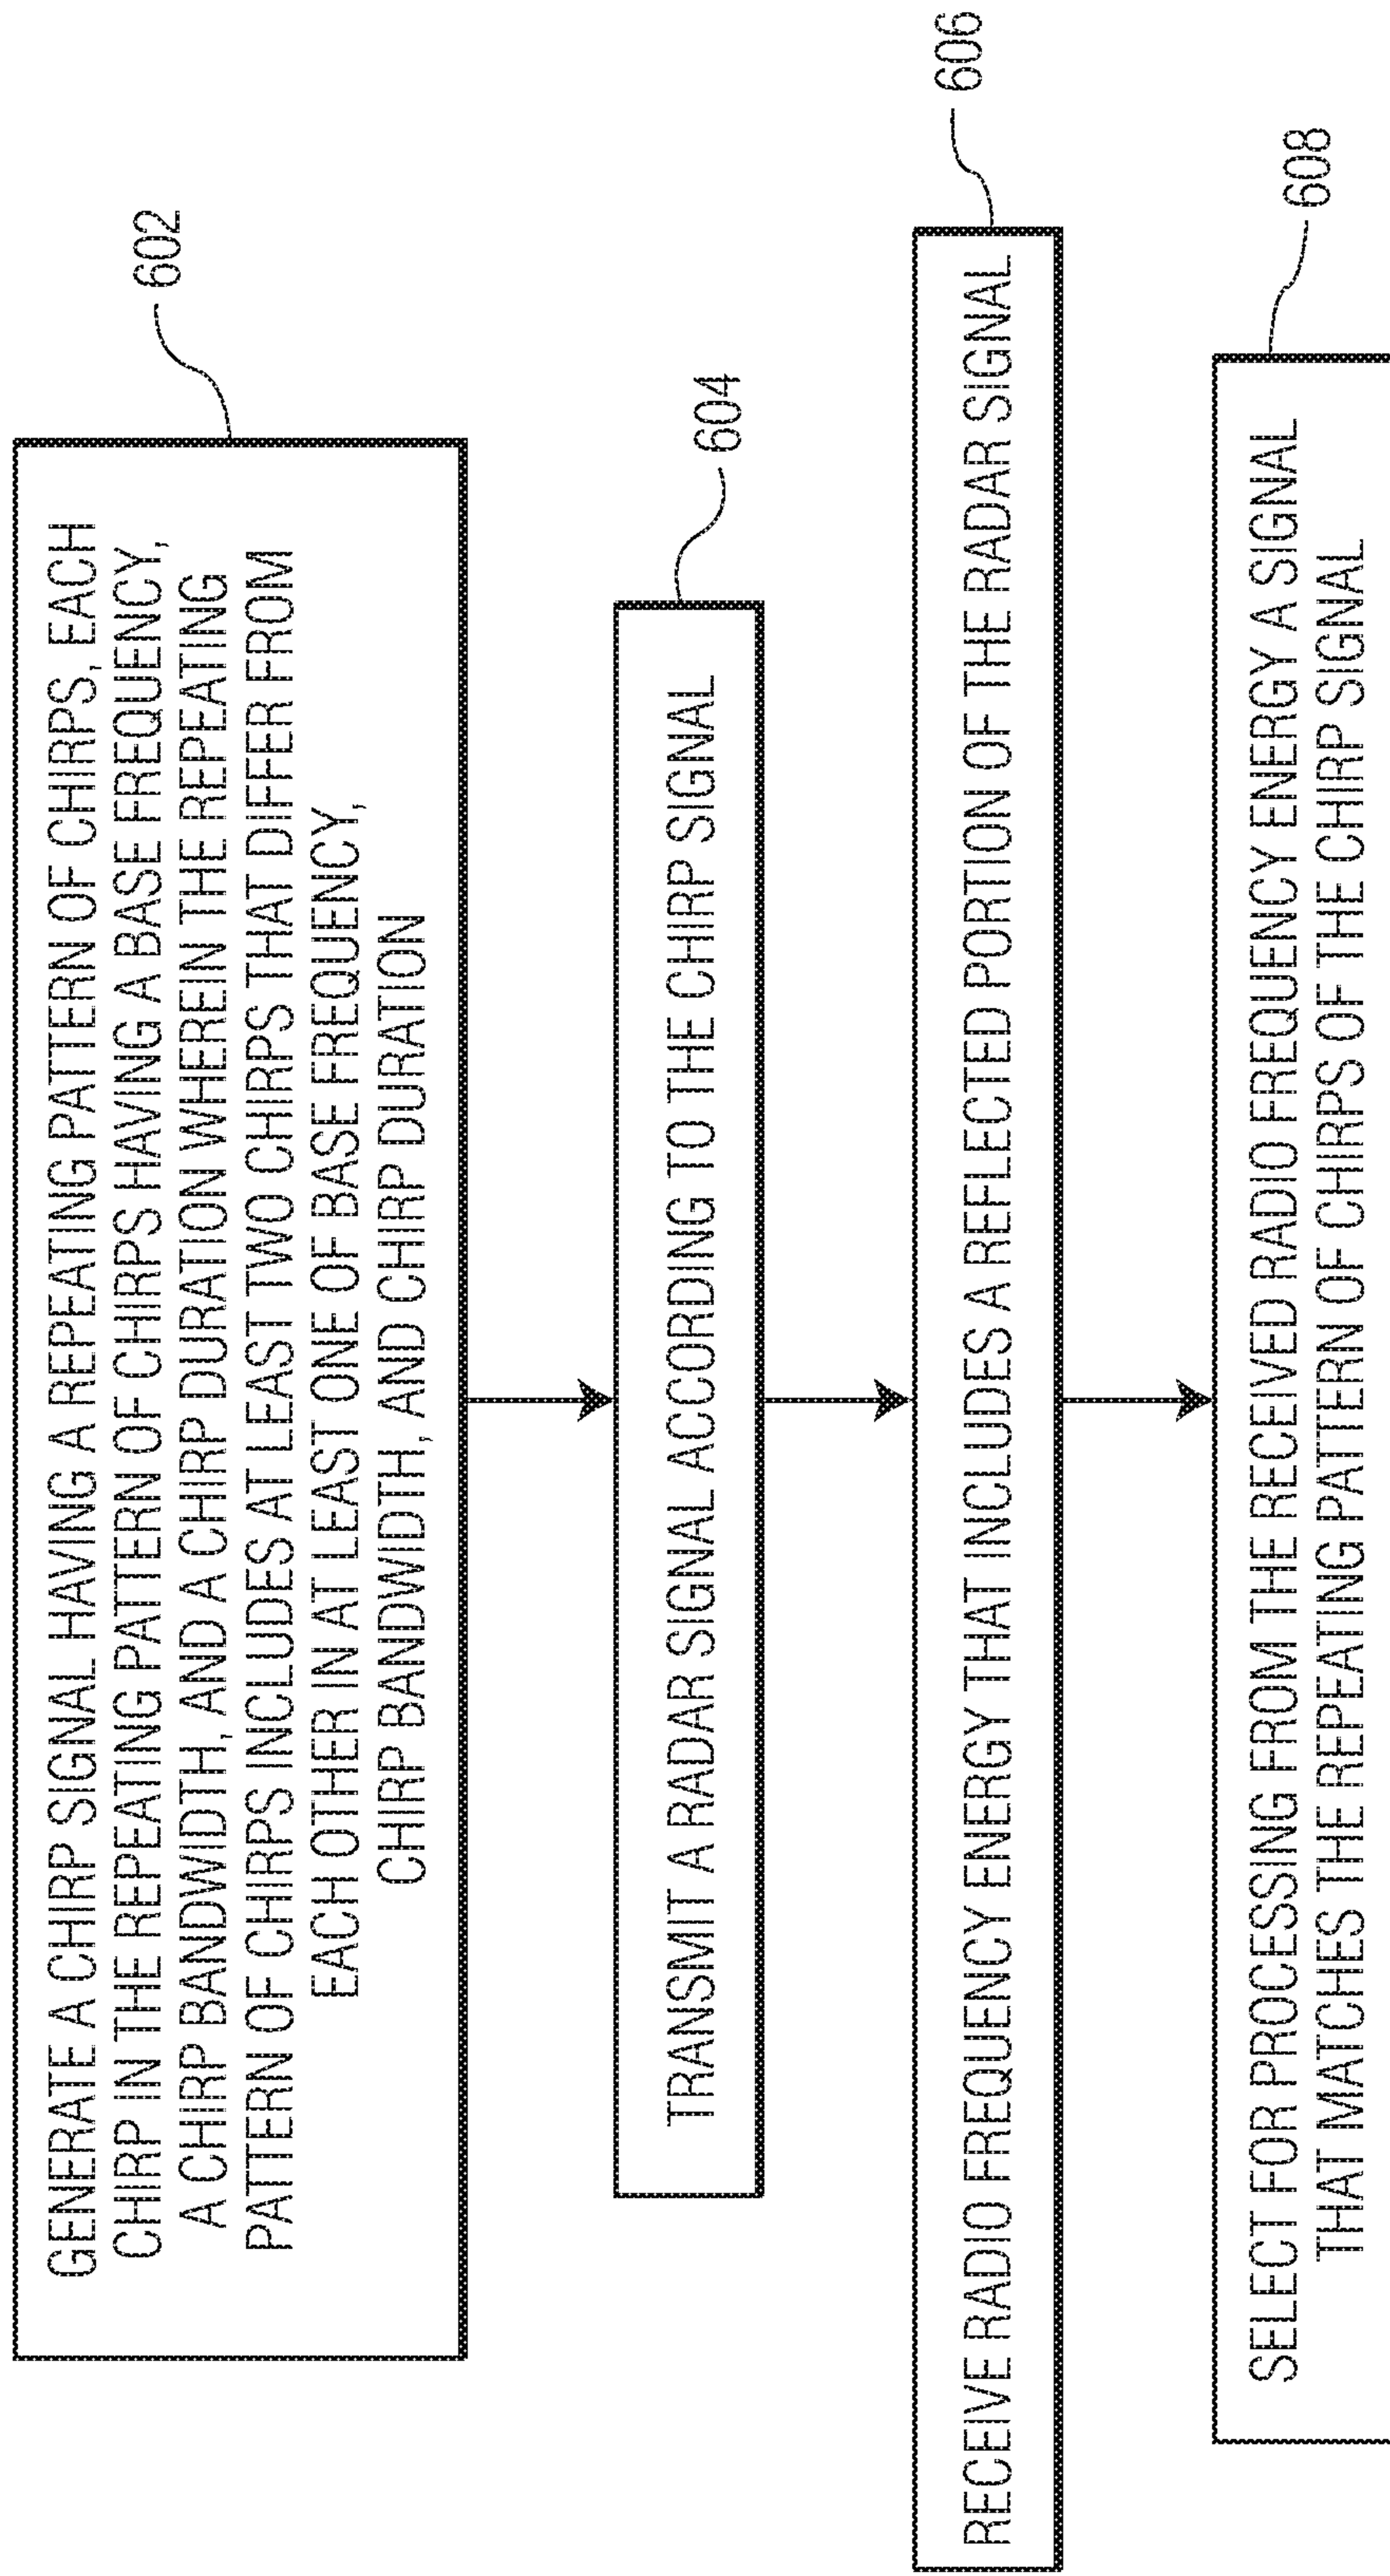 GENERATE A CHIRP SIGNAL HAVING A REPEATING PATTERN OF CHIRPS, EACH
CHIRP IN THE REPEATING PATTERN OF CHIRPS HAVING A BASE FREQUENCY,
A CHIRP BANDWIDTH, AND A CHIRP DURATION WHEREIN THE REPEATING
PATTERN OF CHIRPS INCLUDES AT LEAST TWO CHIRPS THAT DIFFER FROM
EACH OTHER IN AT LEAST ONE OF BASE FREQUENCY,
CHIRP BANDWIDTH, AND CHIRP DURATION
602
TRANSMIT A RADAR SIGNAL ACCORDING TO THE CHIRP SIGNAL
604
RECEIVE RADIO FREQUENCY ENERGY THAT INCLUDES A REFLECTED PORTION OF THE RADAR SIGNAL
606
SELECT FOR PROCESSING FROM THE RECEIVED RADIO FREQUENCY ENERGY A SIGNAL
THAT MATCHES THE REPEATING PATTERN OF CHIRPS OF THE CHIRP SIGNAL
608